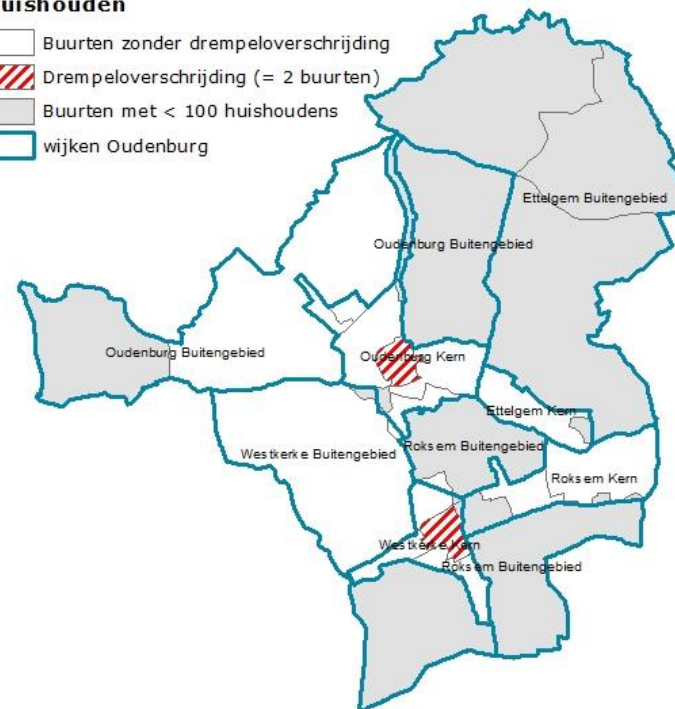 uishouden
Buurten zonder drempeloverschrijding
Drempeloverschrijding (= 2 buurten)
Buurten met < 100 huishoudens
wijken Oudenburg
Ettelgem Buitengebied
Oudenburg Buitengebied
Oudenburg Buitengebied
Oudenburg Kern
Ettelgem Kern
Westkerke Buitengebied
Roksem Buitengebied
Roksem Kern
Westkerke Kern
Roksem Buitengebied